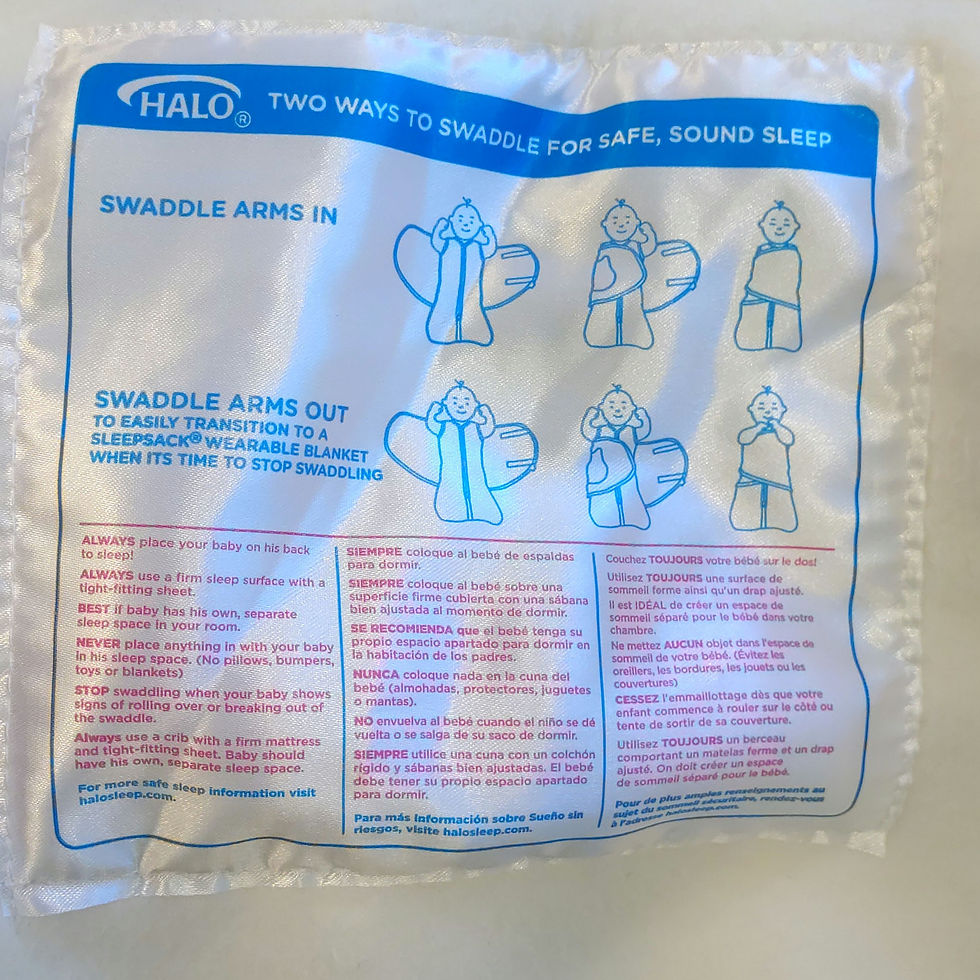 HALO® TWO WAYS TO SWADDLE FOR SAFE, SOUND SLEEP
SWADDLE ARMS IN
SWADDLE ARMS OUT
TO EASILY TRANSITION TO A
SLEEPSACK® WEARABLE BLANKET
WHEN ITS TIME TO STOP SWADDLING
ALWAYS place your baby on his back
to sleep!
ALWAYS use a firm sleep surface with a
tight-fitting sheet.
BEST if baby has his own, separate
sleep space in your room.
NEVER place anything in with your baby
in his sleep space. (No pillows, bumpers,
toys or blankets)
STOP swaddling when your baby shows
signs of rolling over or breaking out of
the swaddle.
Always use a crib with a firm mattress
and tight-fitting sheet. Baby should
have his own, separate sleep space.
For more safe sleep information visit
halosleep.com.
SIEMPRE coloque al bebé de espaldas
para dormir.
SIEMPRE coloque al bebé sobre una
superficie firme cubierta con una sábana
bien ajustada al momento de dormir.
SE RECOMIENDA que el bebé tenga su
propio espacio apartado para dormir en
la habitación de los padres.
NUNCA coloque nada en la cuna del
bebé (almohadas, protectores, juguetes
o mantas).
NO envuelva al bebé cuando el niño se dé
vuelta o se salga de su saco de dormir.
SIEMPRE utilice una cuna con un colchón
rígido y sábanas bien ajustadas. El bebé
debe tener su propio espacio apartado
para dormir.
Para más información sobre Sueño sin
riesgos, visite halosleep.com.
Couchez TOUJOURS votre bébé sur le dos!
Utilisez TOUJOURS une surface de
sommeil ferme ainsi qu'un drap ajusté.
Il est IDÉAL de créer un espace de
sommeil séparé pour le bébé dans votre
chambre.
Ne mettez AUCUN objet dans l'espace de
sommeil de votre bébé. (Évitez les
oreillers, les bordures, les jouets ou les
couvertures)
CESSEZ l'emmaillottage dès que votre
enfant commence à rouler sur le côté ou
tente de sortir de sa couverture.
Utilisez TOUJOURS un berceau
comportant un matelas ferme et un drap
ajusté. On doit créer un espace
de sommeil séparé pour le bébé.
Pour de plus amples renseignements au
sujet du sommeil sécuritaire, rendez-vous
à l'adresse halosleep.com.